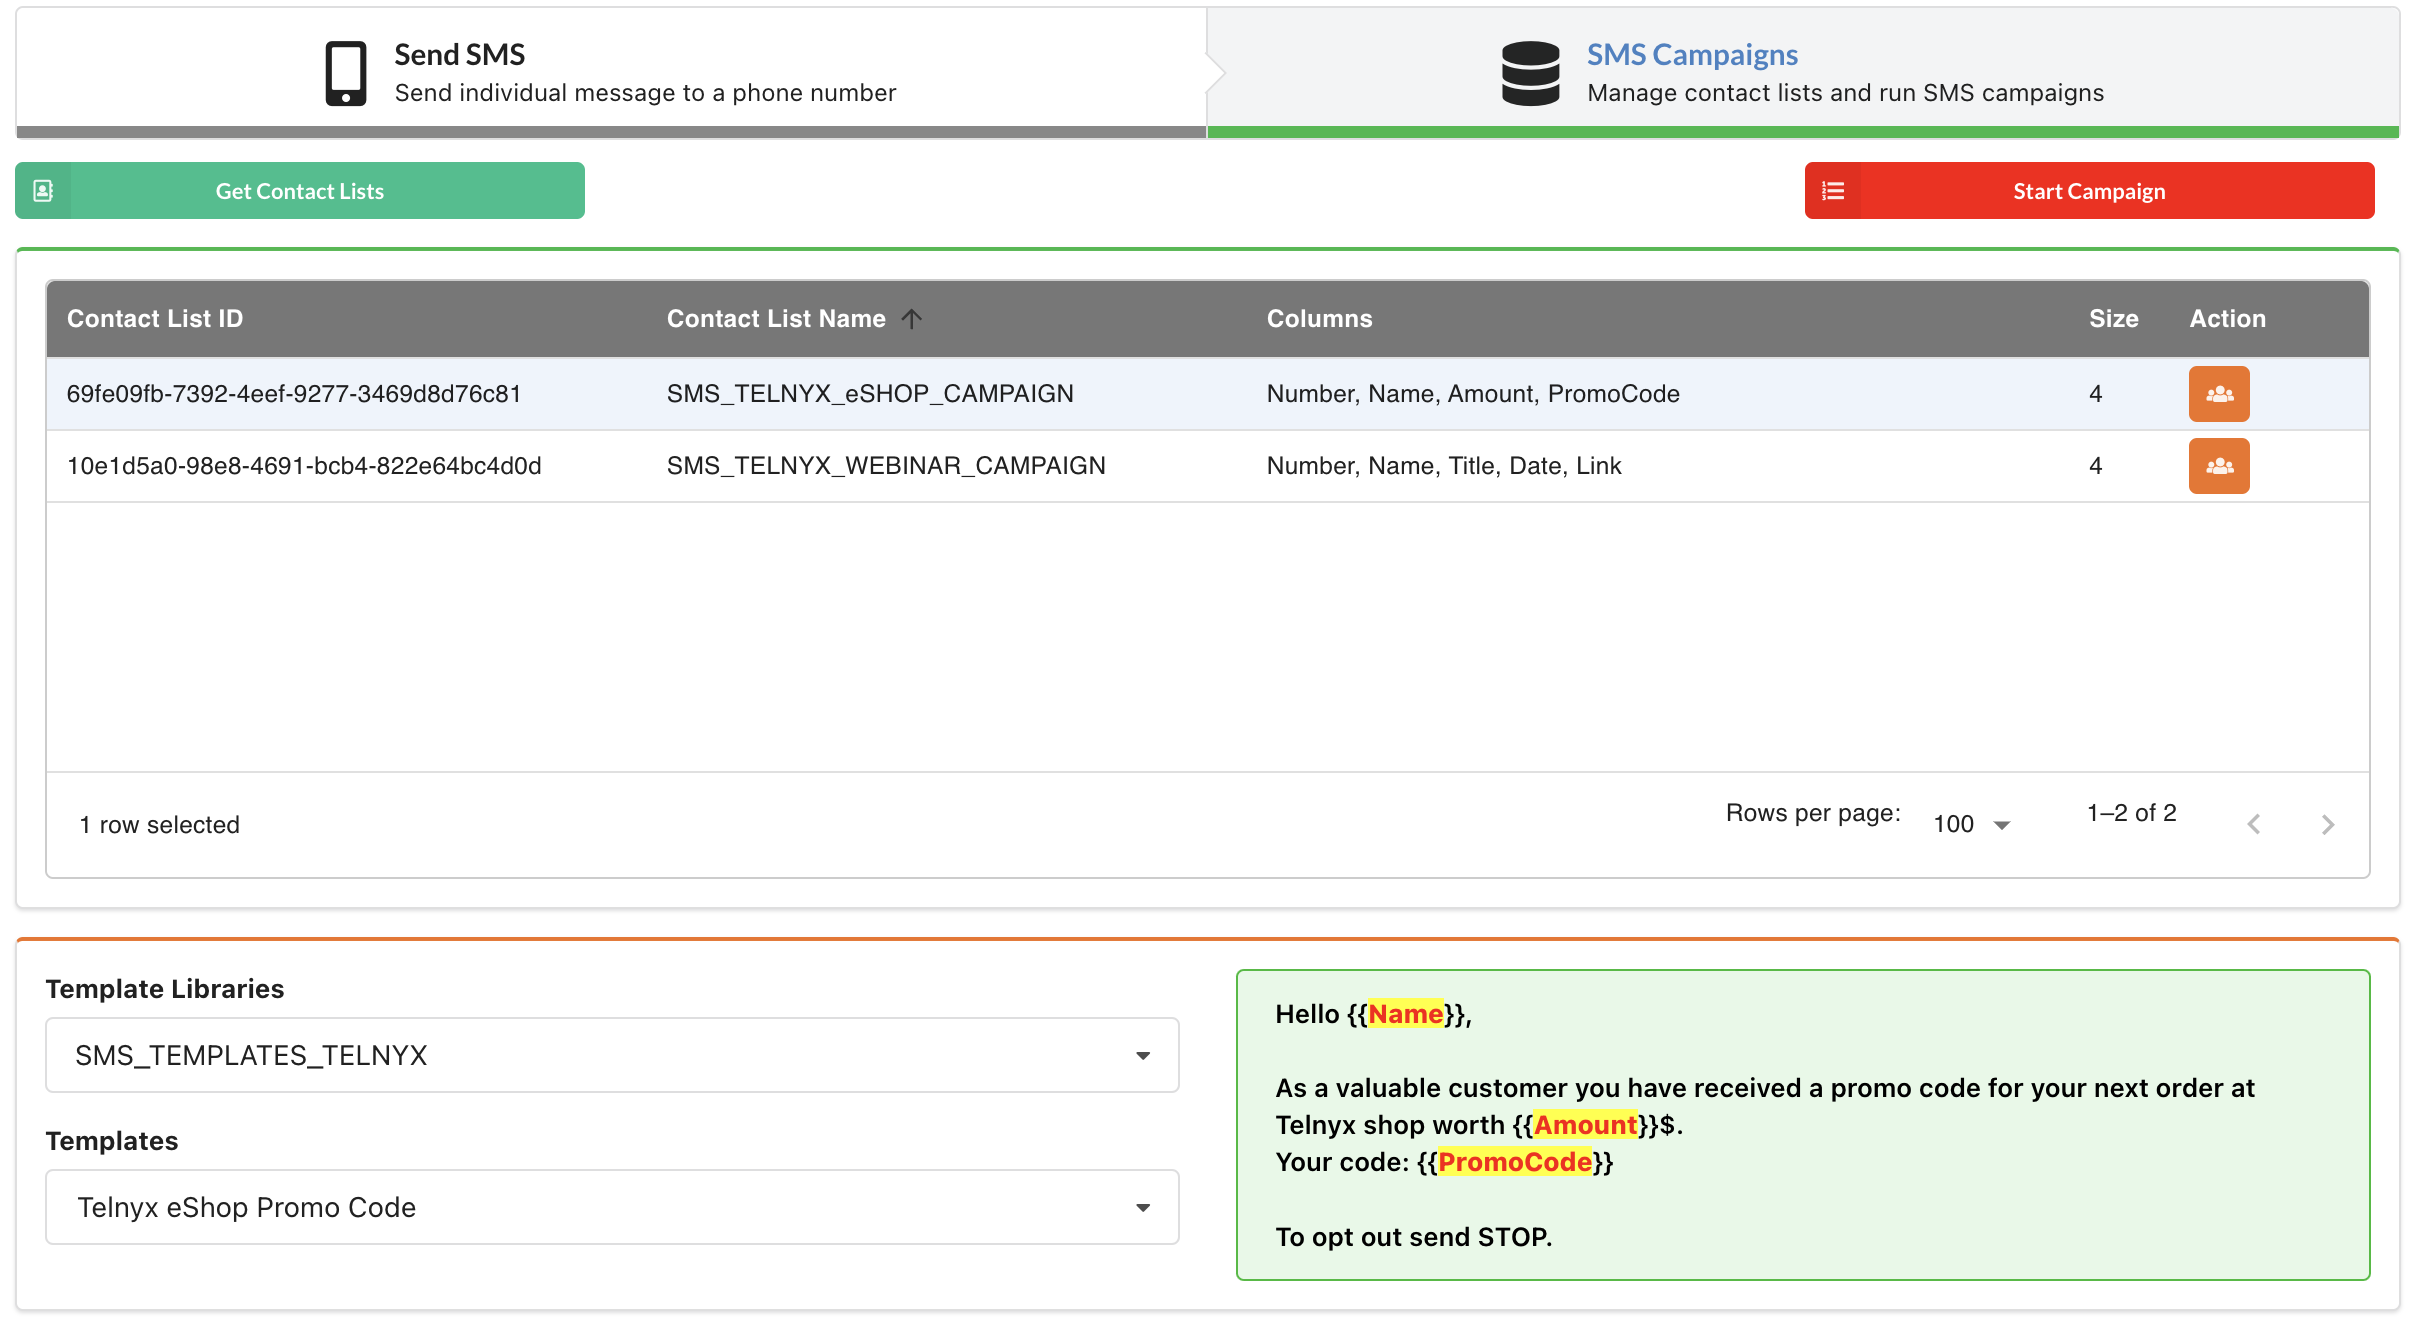 Send SMS
Send individual message to a phone number
SMS Campaigns
Manage contact lists and run SMS campaigns
Get Contact Lists
Start Campaign
Contact List ID Contact List Name Columns Size Action
69fe09fb-7392-4eef-9277-3469d8d76c81 SMS_TELNYX_eSHOP_CAMPAIGN Number, Name, Amount, PromoCode 4
10e1d5a0-98e8-4691-bcb4-822e64bc4d0d SMS_TELNYX_WEBINAR_CAMPAIGN Number, Name, Title, Date, Link 4
1 row selected Rows per page: 100 1–2 of 2
Template Libraries
SMS_TEMPLATES_TELNYX
Templates
Telnyx eShop Promo Code
Hello {{Name}},
As a valuable customer you have received a promo code for your next order at
Telnyx shop worth {{Amount}}$.
Your code: {{PromoCode}}
To opt out send STOP.